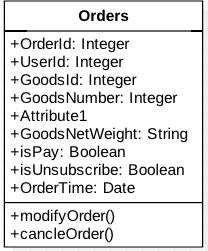 Orders
+OrderId: Integer
+UserId: Integer
+GoodsId: Integer
+GoodsNumber: Integer
+Attribute1
+GoodsNetWeight: String
+isPay: Boolean
+isUnsubscribe: Boolean
+OrderTime: Date
+modifyOrder()
+cancleOrder()